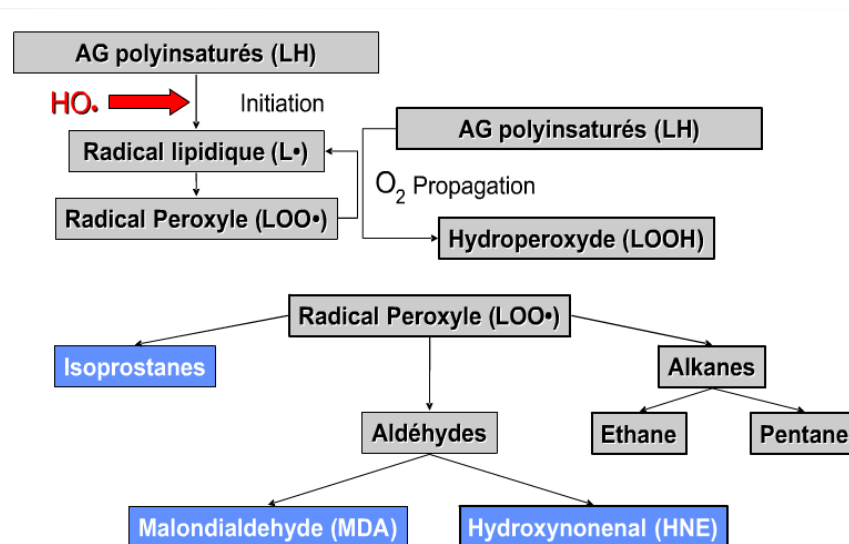 AG polyinsaturés (LH)
HO• Initiation
AG polyinsaturés (LH)
Radical lipidique (L•)
O₂ Propagation
Radical Peroxyle (LOO•)
Hydroperoxyde (LOOH)
Radical Peroxyle (LOO•)
Isoprostanes
Alkanes
Aldéhydes
Ethane
Pentane
Malondialdehyde (MDA)
Hydroxynonenal (HNE)